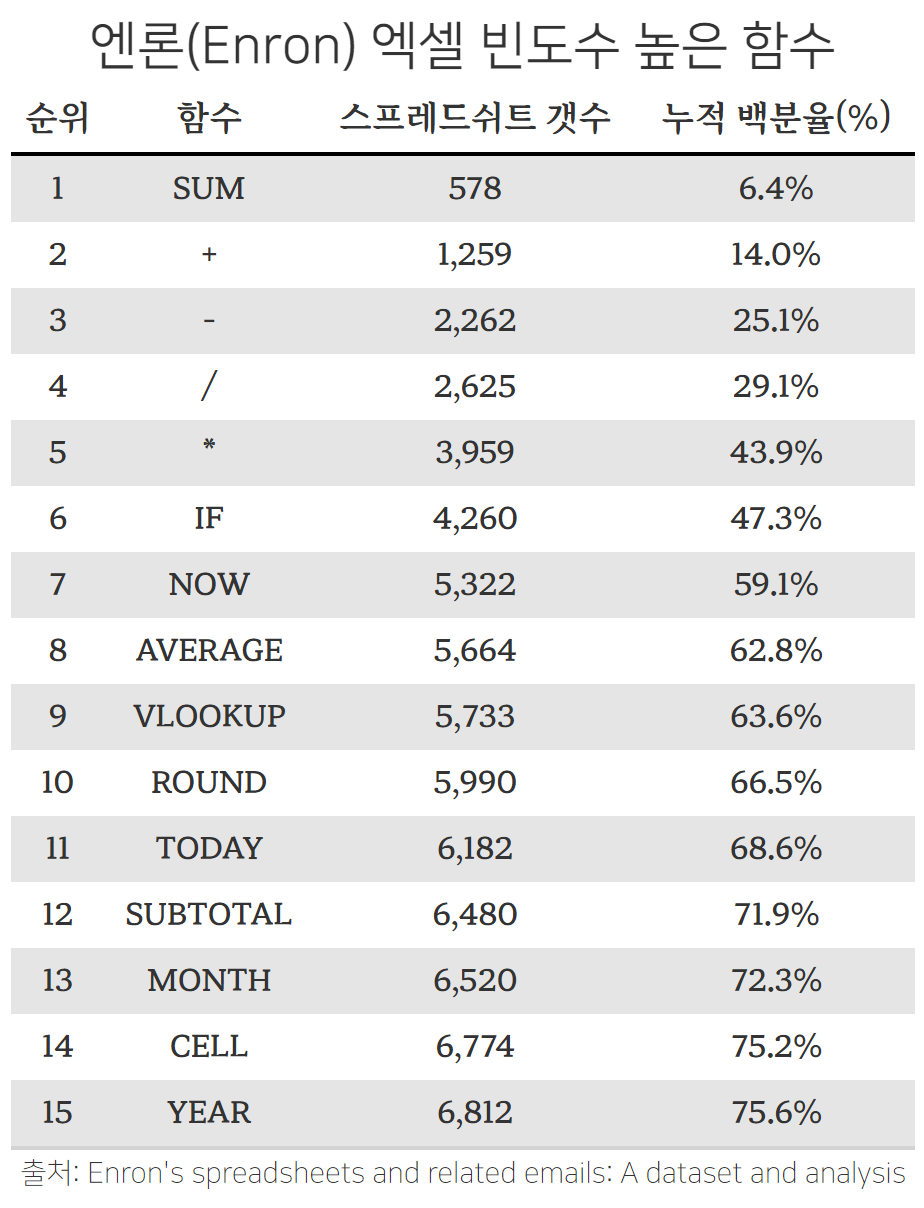 엔론(Enron) 엑셀 빈도수 높은 함수
순위 함수 스프레드쉬트 갯수 누적 백분율(%)
1 SUM 578 6.4%
2 + 1,259 14.0%
3 - 2,262 25.1%
4 / 2,625 29.1%
5 * 3,959 43.9%
6 IF 4,260 47.3%
7 NOW 5,322 59.1%
8 AVERAGE 5,664 62.8%
9 VLOOKUP 5,733 63.6%
10 ROUND 5,990 66.5%
11 TODAY 6,182 68.6%
12 SUBTOTAL 6,480 71.9%
13 MONTH 6,520 72.3%
14 CELL 6,774 75.2%
15 YEAR 6,812 75.6%
출처: Enron's spreadsheets and related emails: A dataset and analysis